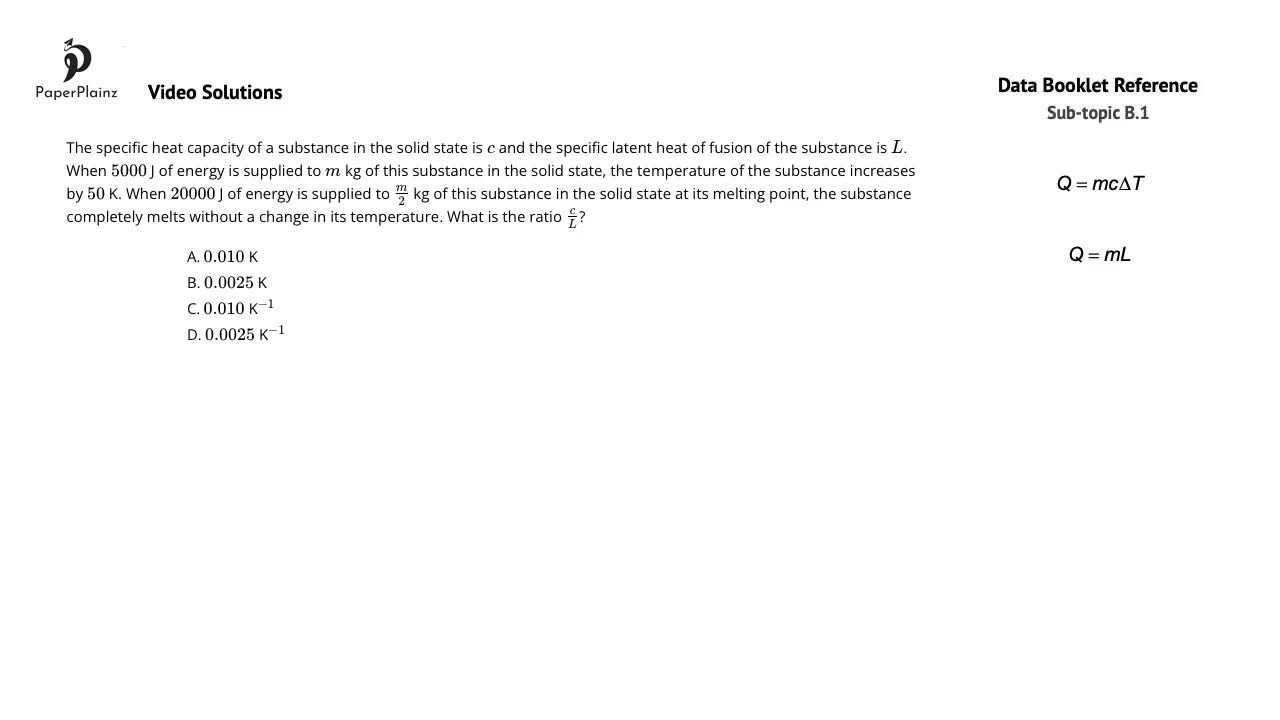 PaperPlainz
Video Solutions
Data Booklet Reference
Sub-topic B.1
The specific heat capacity of a substance in the solid state is c and the specific latent heat of fusion of the substance is L.
When 5000 J of energy is supplied to m kg of this substance in the solid state, the temperature of the substance increases
by 50 K. When 20000 J of energy is supplied to m/2 kg of this substance in the solid state at its melting point, the substance
completely melts without a change in its temperature. What is the ratio c/L?
A. 0.010 K
B. 0.0025 K
C. 0.010 K⁻¹
D. 0.0025 K⁻¹
Q = mcΔT
Q = mL